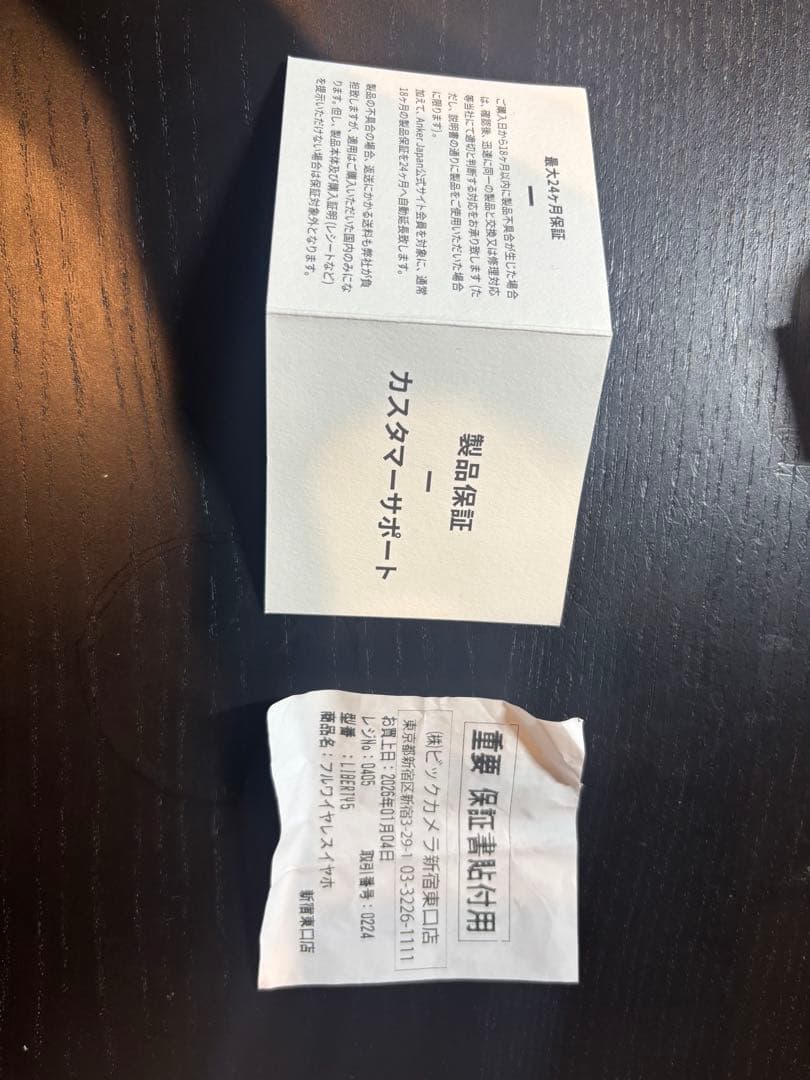 最大24ヶ月保証
ご購入日から18ヶ月以内に製品不具合が生じた場合
は、確認後、迅速に同一の製品と交換又は修理対応
等当社にて適切と判断する対応をお承り致します（た
だし、説明書の通りに製品をご使用いただいた場合
に限ります）。
加えて、Anker Japan公式サイト会員を対象に、通常
18ヶ月の製品保証を24ヶ月へ自動延長致します。
製品の不具合の場合、返送にかかる送料も弊社が負
担致しますが、適用はご購入いただいた国内のみにな
ります。但し、製品本体及び購入証明（レシートなど）
を提示いただけない場合は保証対象外となります。
製品保証
カスタマーサポート
重要 保証書貼付用
(株)ビックカメラ新宿東口店
東京都新宿区新宿3-29-1 03-3226-1111
お買上日：2026年01月04日
レジNo：0405 取引番号：0224
型番 ：LIBERTY5
商品名：フルワイヤレスイヤホ
新宿東口店